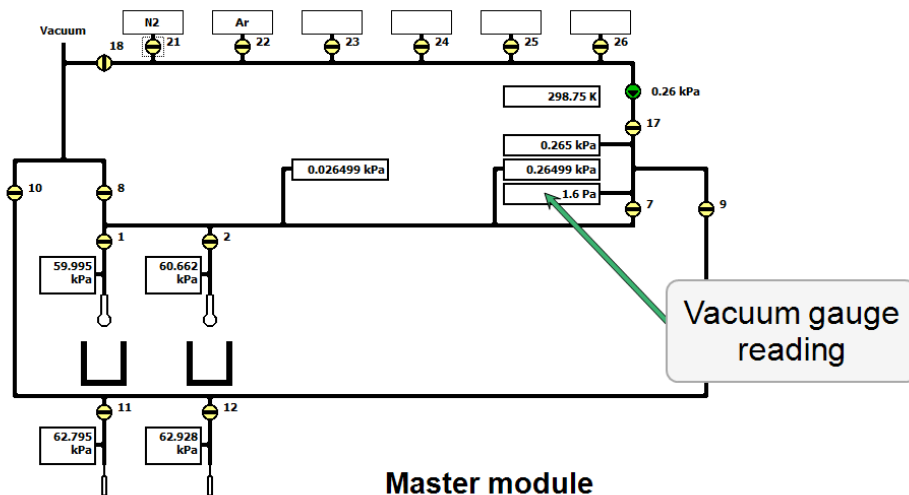 N2
Ar
Vacuum
18
21
22
23
24
25
26
298.75 K
0.26 kPa
17
0.265 kPa
0.026499 kPa
0.26499 kPa
10
8
1.6 Pa
7
9
1
2
59.995
kPa
60.662
kPa
Vacuum gauge
reading
11
12
62.795
kPa
62.928
kPa
Master module